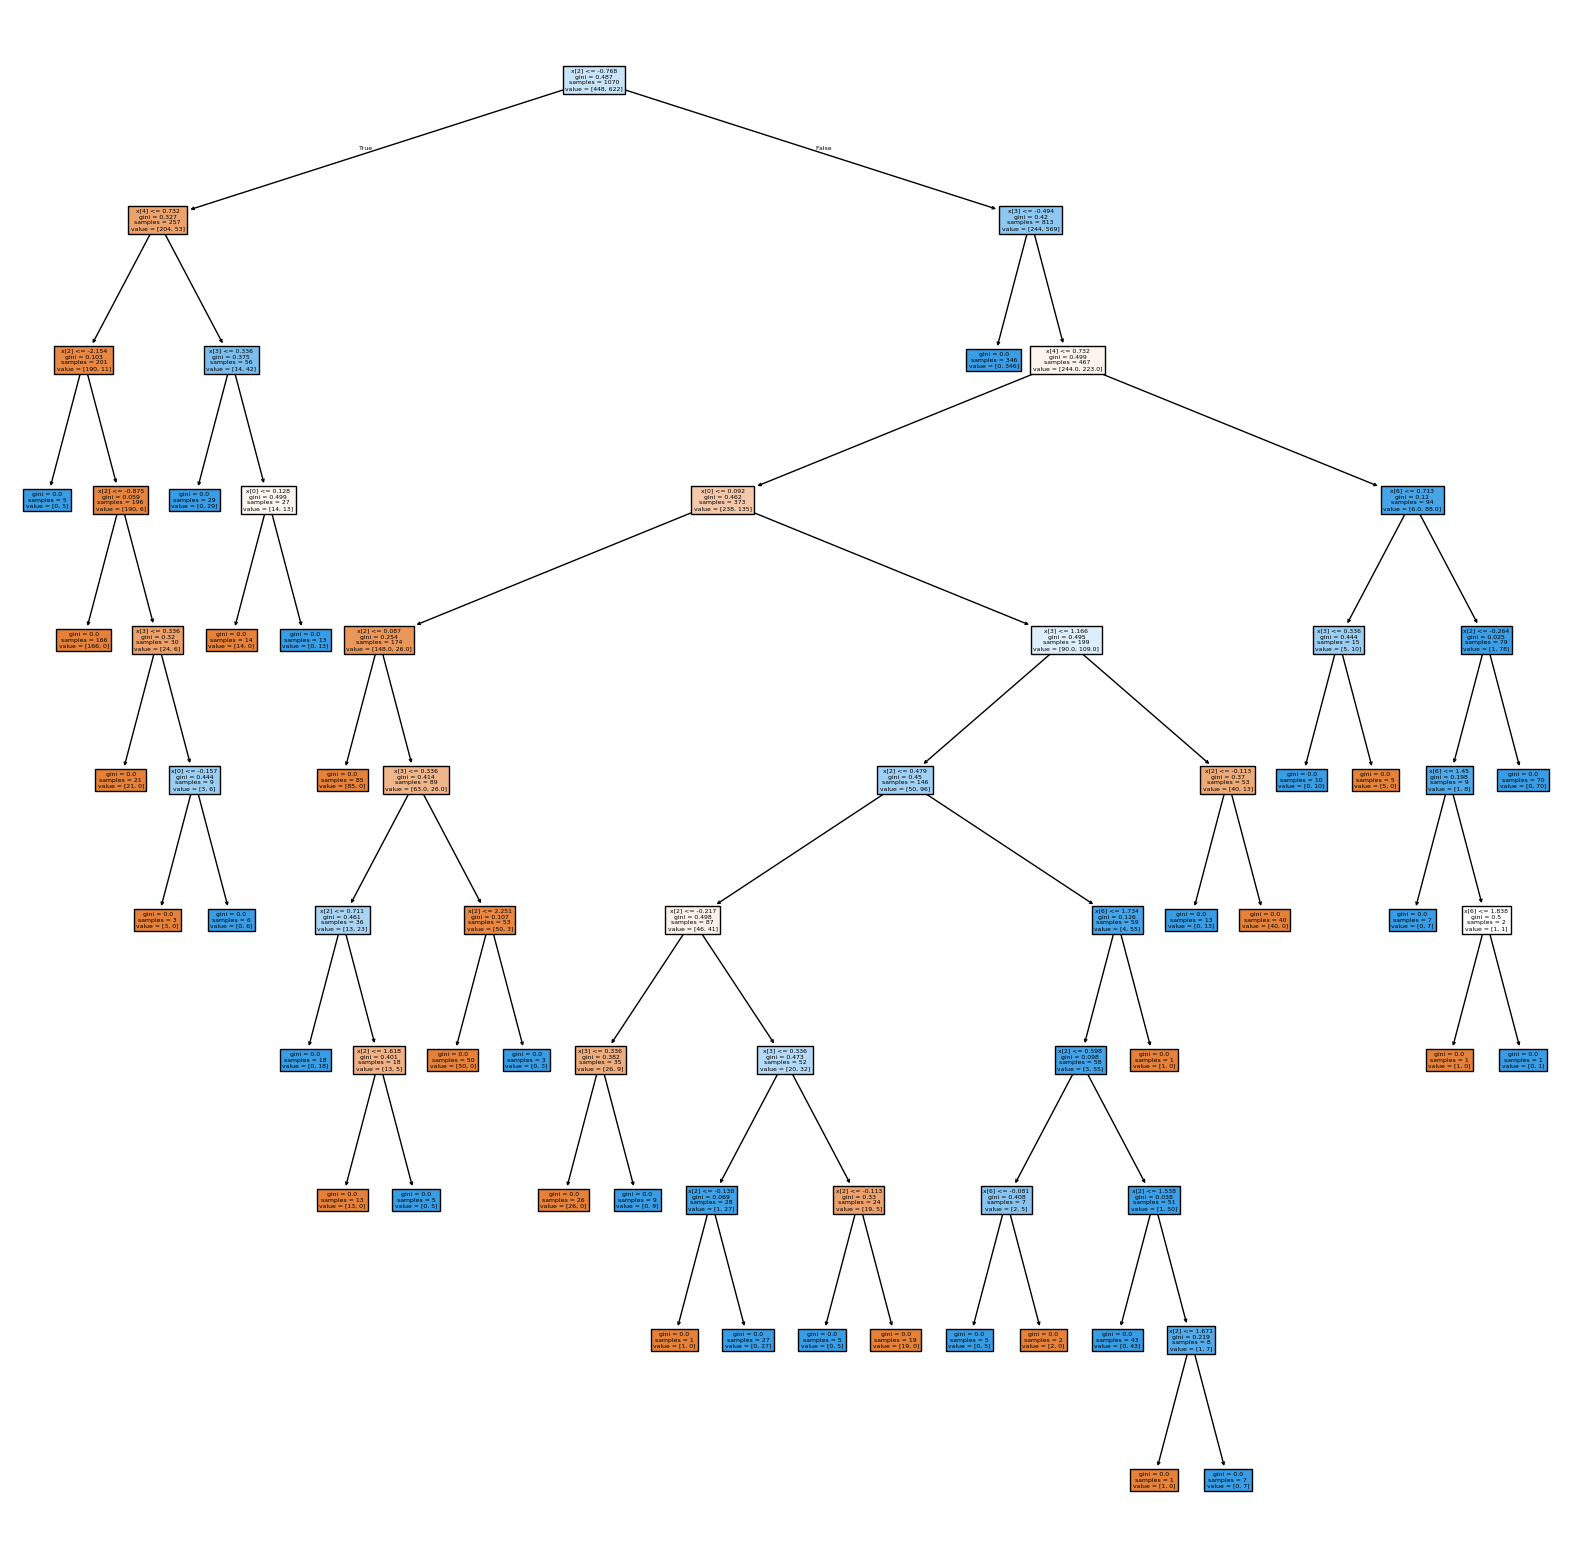 x[2] <= -0.768
gini = 0.487
samples = 1070
value = [448, 622]
True
False
x[4] <= 0.732
gini = 0.327
samples = 257
value = [204, 53]
x[3] <= -0.494
gini = 0.42
samples = 813
value = [244, 569]
x[2] <= -2.154
gini = 0.103
samples = 201
value = [190, 11]
x[3] <= 0.336
gini = 0.375
samples = 56
value = [14, 42]
gini = 0.0
samples = 346
value = [0, 346]
x[4] <= 0.732
gini = 0.499
samples = 467
value = [244.0, 223.0]
gini = 0.0
samples = 5
value = [0, 5]
x[2] <= -0.875
gini = 0.059
samples = 196
value = [190, 6]
gini = 0.0
samples = 29
value = [0, 29]
x[0] <= 0.128
gini = 0.499
samples = 27
value = [14, 13]
x[0] <= 0.092
gini = 0.462
samples = 373
value = [238, 135]
x[6] <= 0.713
gini = 0.12
samples = 94
value = [6.0, 88.0]
gini = 0.0
samples = 166
value = [166, 0]
x[3] <= 0.336
gini = 0.32
samples = 30
value = [24, 6]
gini = 0.0
samples = 14
value = [14, 0]
gini = 0.0
samples = 13
value = [0, 13]
x[2] <= 0.087
gini = 0.254
samples = 174
value = [148.0, 26.0]
x[3] <= 1.166
gini = 0.495
samples = 199
value = [90.0, 109.0]
x[3] <= 0.336
gini = 0.444
samples = 15
value = [5, 10]
x[2] <= -0.264
gini = 0.025
samples = 79
value = [1, 78]
gini = 0.0
samples = 21
value = [21, 0]
x[0] <= -0.157
gini = 0.444
samples = 9
value = [3, 6]
gini = 0.0
samples = 85
value = [85, 0]
x[3] <= 0.336
gini = 0.414
samples = 89
value = [63.0, 26.0]
x[2] <= 0.479
gini = 0.45
samples = 146
value = [50, 96]
x[2] <= -0.113
gini = 0.37
samples = 53
value = [40, 13]
gini = 0.0
samples = 10
value = [0, 10]
gini = 0.0
samples = 5
value = [5, 0]
x[6] <= 1.45
gini = 0.198
samples = 9
value = [1, 8]
gini = 0.0
samples = 70
value = [0, 70]
gini = 0.0
samples = 3
value = [3, 0]
gini = 0.0
samples = 6
value = [0, 6]
x[2] <= 0.711
gini = 0.461
samples = 36
value = [13, 23]
x[2] <= 2.251
gini = 0.107
samples = 53
value = [50, 3]
x[2] <= -0.217
gini = 0.498
samples = 87
value = [46, 41]
x[6] <= 1.734
gini = 0.126
samples = 59
value = [4, 55]
gini = 0.0
samples = 13
value = [0, 13]
gini = 0.0
samples = 40
value = [40, 0]
gini = 0.0
samples = 7
value = [0, 7]
x[6] <= 1.838
gini = 0.5
samples = 2
value = [1, 1]
gini = 0.0
samples = 18
value = [0, 18]
x[2] <= 1.618
gini = 0.401
samples = 18
value = [13, 5]
gini = 0.0
samples = 50
value = [50, 0]
gini = 0.0
samples = 3
value = [0, 3]
x[3] <= 0.336
gini = 0.382
samples = 35
value = [26, 9]
x[3] <= 0.336
gini = 0.473
samples = 52
value = [20, 32]
x[2] <= 0.598
gini = 0.098
samples = 58
value = [3, 55]
gini = 0.0
samples = 1
value = [1, 0]
gini = 0.0
samples = 1
value = [1, 0]
gini = 0.0
samples = 1
value = [0, 1]
gini = 0.0
samples = 13
value = [13, 0]
gini = 0.0
samples = 5
value = [0, 5]
gini = 0.0
samples = 26
value = [26, 0]
gini = 0.0
samples = 9
value = [0, 9]
x[2] <= -0.138
gini = 0.069
samples = 28
value = [1, 27]
x[2] <= -0.113
gini = 0.33
samples = 24
value = [19, 5]
x[6] <= -0.081
gini = 0.408
samples = 7
value = [2, 5]
x[2] <= 1.538
gini = 0.038
samples = 51
value = [1, 50]
gini = 0.0
samples = 1
value = [1, 0]
gini = 0.0
samples = 27
value = [0, 27]
gini = 0.0
samples = 5
value = [0, 5]
gini = 0.0
samples = 19
value = [19, 0]
gini = 0.0
samples = 5
value = [0, 5]
gini = 0.0
samples = 2
value = [2, 0]
gini = 0.0
samples = 43
value = [0, 43]
x[2] <= 1.671
gini = 0.219
samples = 8
value = [1, 7]
gini = 0.0
samples = 1
value = [1, 0]
gini = 0.0
samples = 7
value = [0, 7]